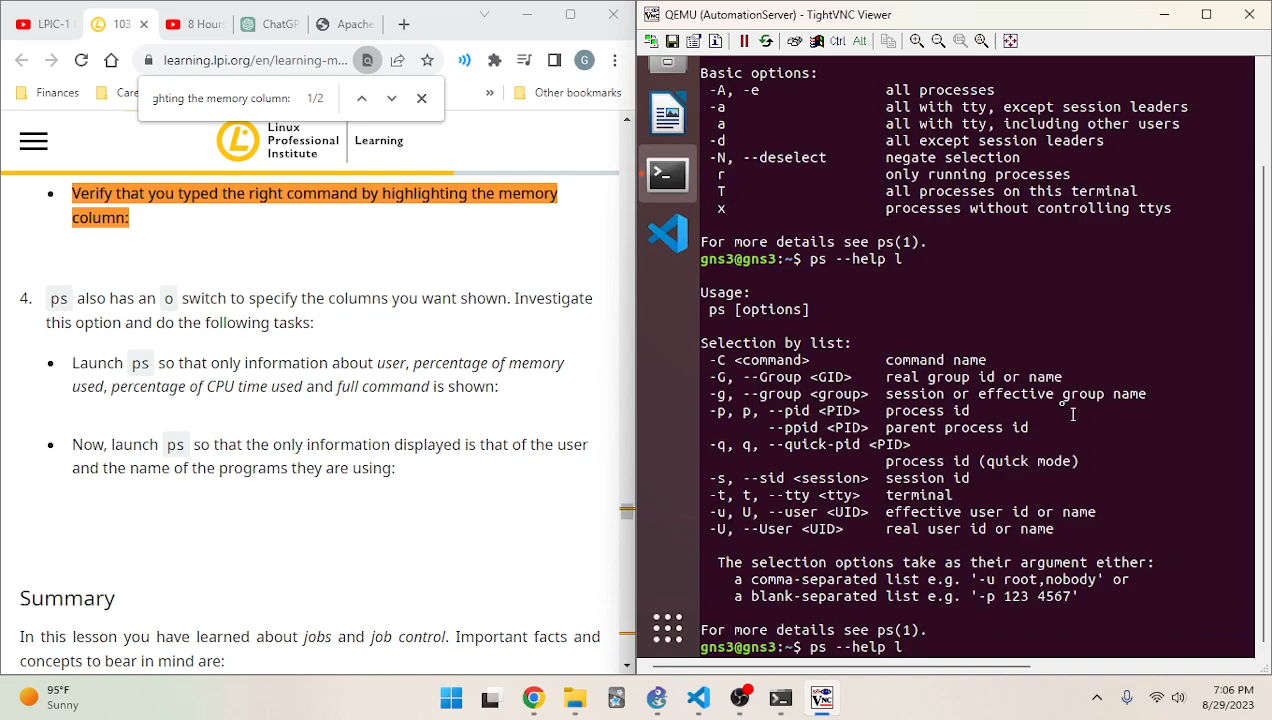 LPIC-1
103
8 Hours
ChatGP
Apache
learning.lpi.org/en/learning-m...
G
Finances
Care
»
Other bookmarks
ghting the memory column:
1/2
Linux
Professional
Institute
Learning
Verify that you typed the right command by highlighting the memory
column:
4. ps also has an o switch to specify the columns you want shown. Investigate
this option and do the following tasks:
Launch ps so that only information about user, percentage of memory
used, percentage of CPU time used and full command is shown:
Now, launch ps so that the only information displayed is that of the user
and the name of the programs they are using:
Summary
In this lesson you have learned about jobs and job control. Important facts and
concepts to bear in mind are:
QEMU (AutomationServer) - TightVNC Viewer
Ctrl Alt
Basic options:
-A, -e all processes
-a all with tty, except session leaders
a all with tty, including other users
-d all except session leaders
-N, --deselect negate selection
r only running processes
T all processes on this terminal
x processes without controlling ttys
For more details see ps(1).
gns3@gns3:~$ ps --help l
Usage:
ps [options]
Selection by list:
-C <command> command name
-G, --Group <GID> real group id or name
-g, --group <group> session or effective group name
-p, p, --pid <PID> process id
--ppid <PID> parent process id
-q, q, --quick-pid <PID>
process id (quick mode)
-s, --sid <session> session id
-t, t, --tty <tty> terminal
-u, U, --user <UID> effective user id or name
-U, --User <UID> real user id or name
The selection options take as their argument either:
a comma-separated list e.g. '-u root,nobody' or
a blank-separated list e.g. '-p 123 4567'
For more details see ps(1).
gns3@gns3:~$ ps --help l
95°F
Sunny
7:06 PM
8/29/2023